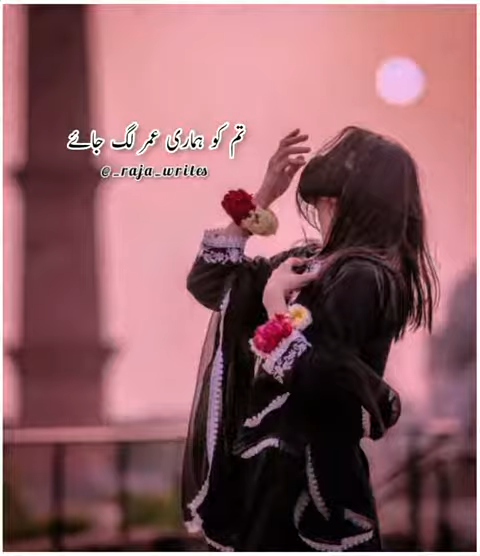 تم کو ہماری عمر لگ جائے
@_raja_writes